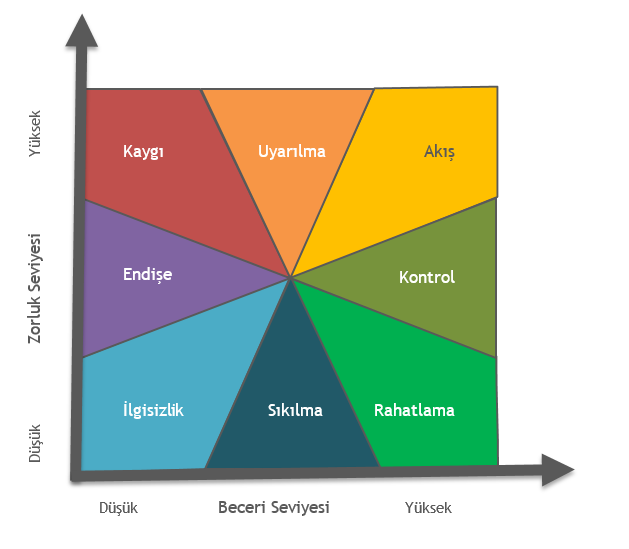 Yüksek
Kaygı
Uyarılma
Akış
Zorluk Seviyesi
Endişe
Kontrol
İlgisizlik
Sıkılma
Rahatlama
Düşük
Düşük
Beceri Seviyesi
Yüksek